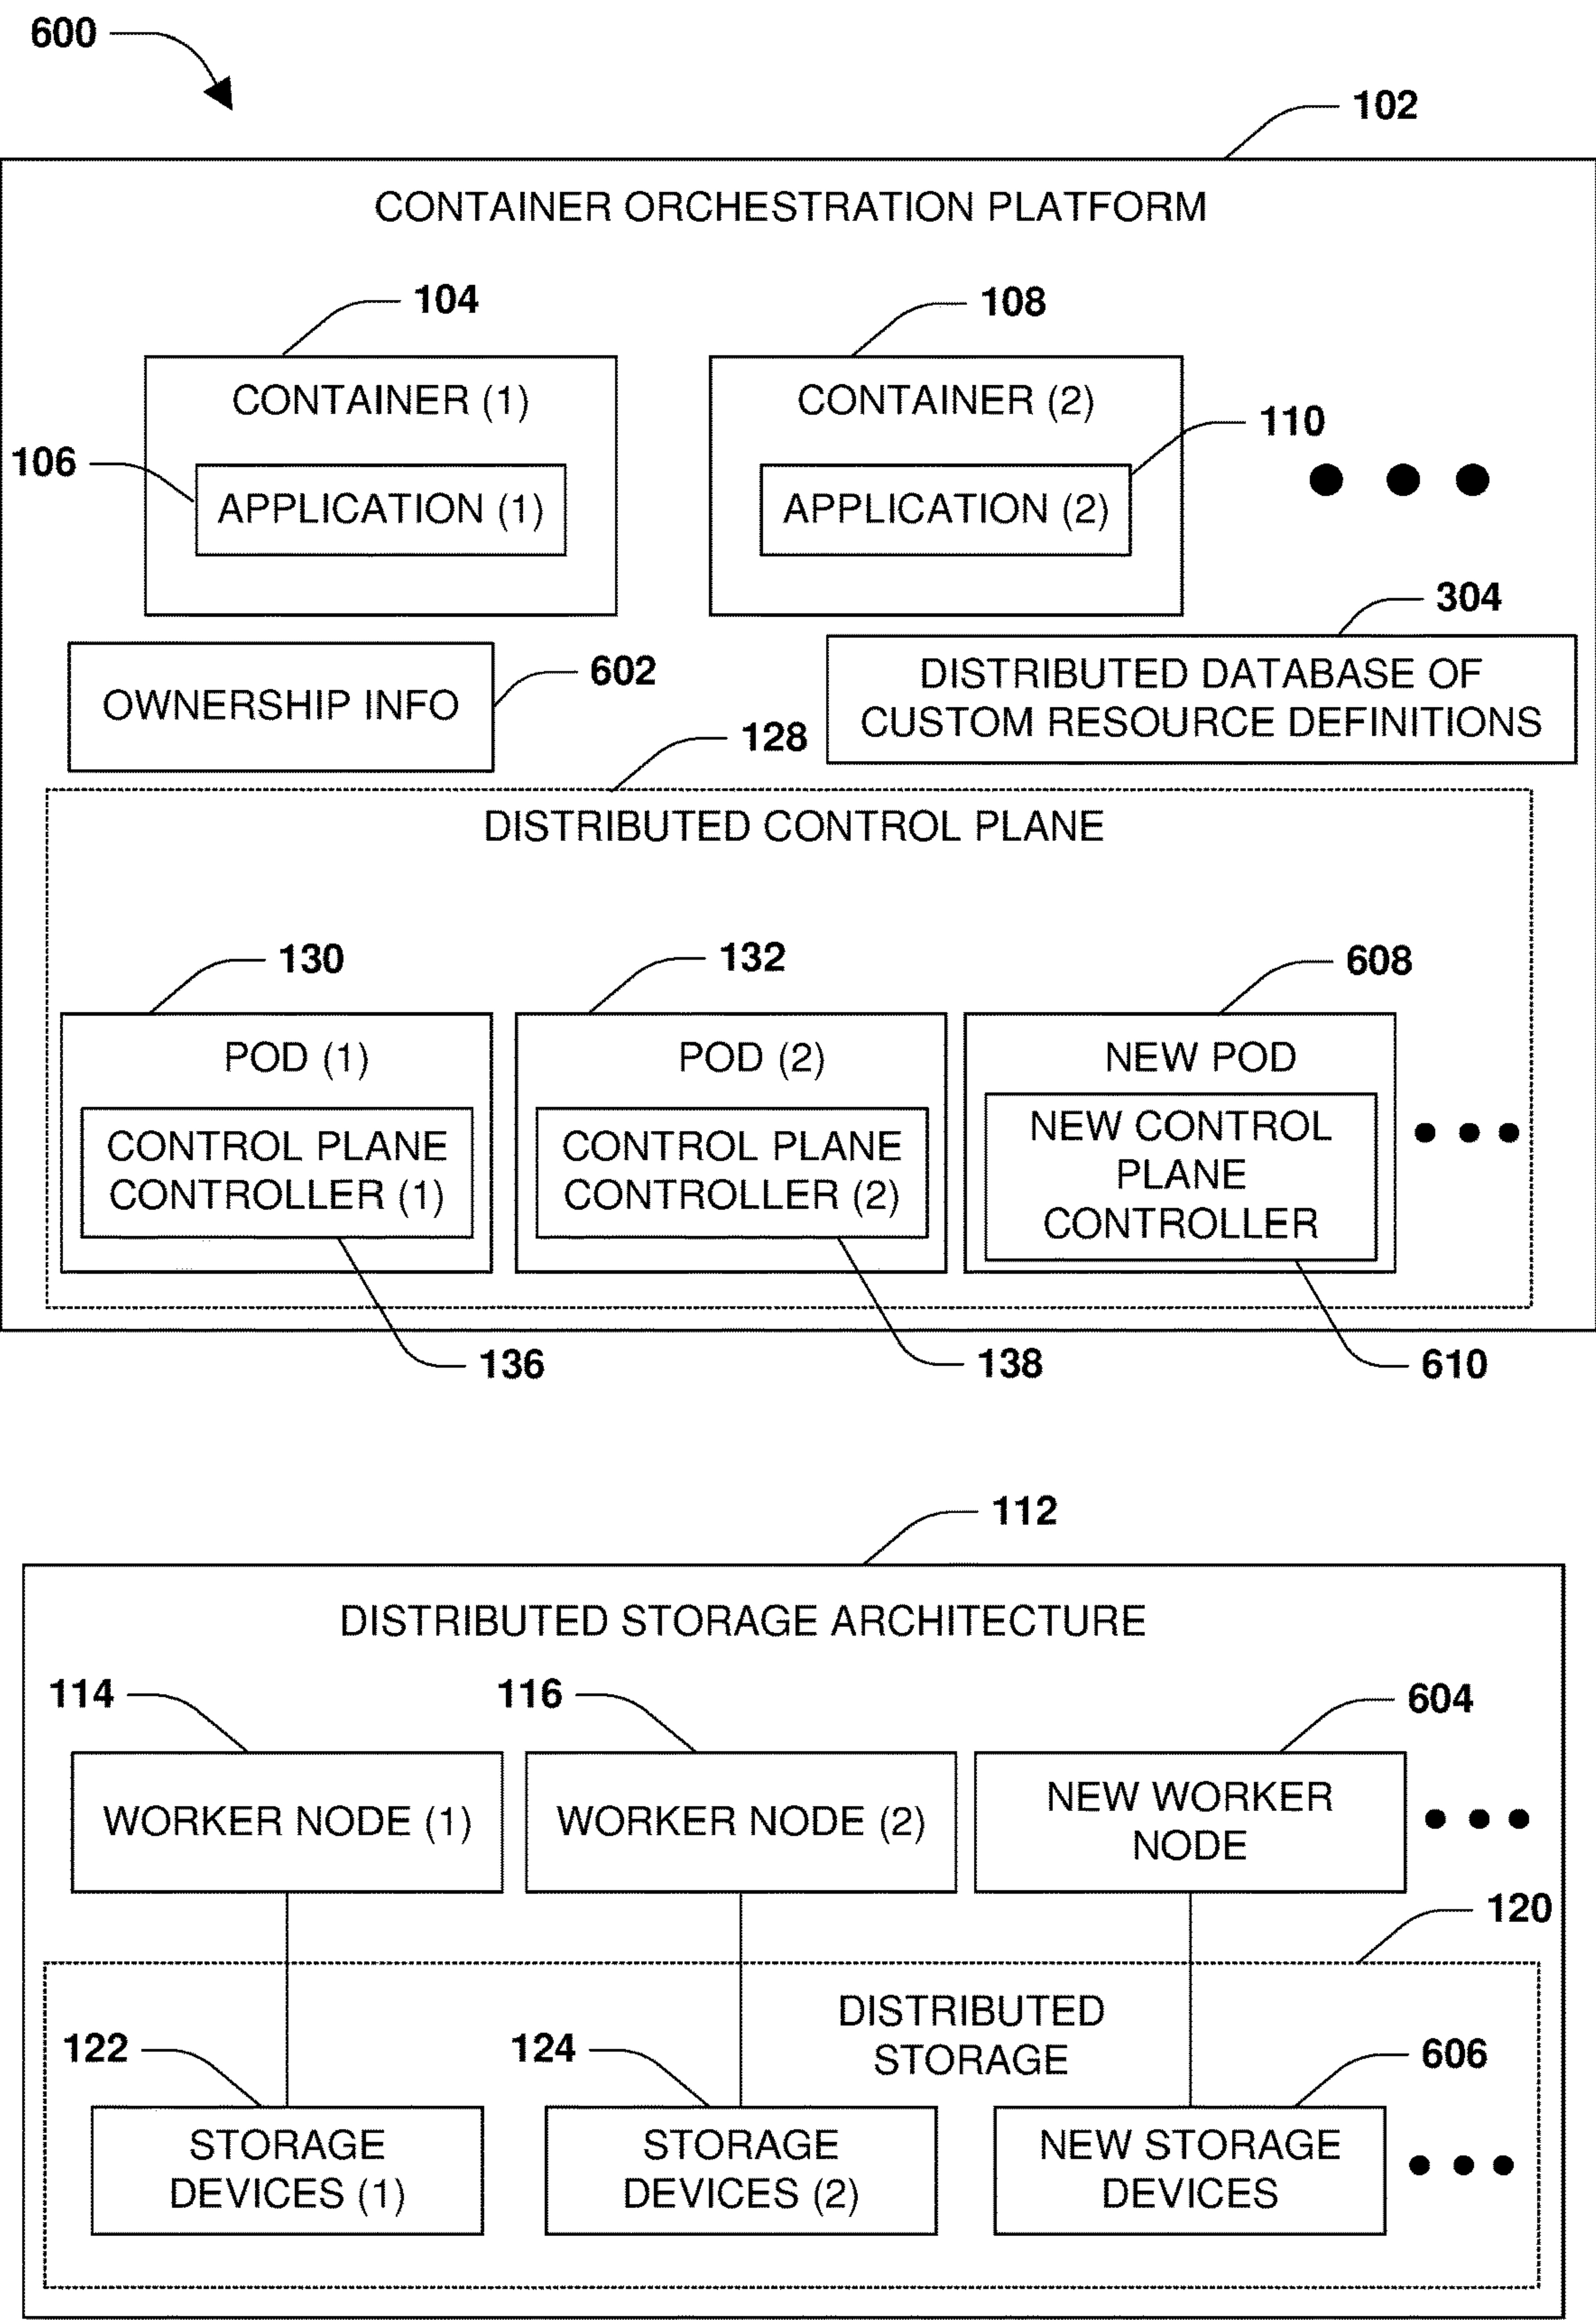 600
102
CONTAINER ORCHESTRATION PLATFORM
104
108
CONTAINER (1)
CONTAINER (2)
110
106
APPLICATION (1)
APPLICATION (2)
304
602
OWNERSHIP INFO
DISTRIBUTED DATABASE OF
CUSTOM RESOURCE DEFINITIONS
128
DISTRIBUTED CONTROL PLANE
130
132
608
POD (1)
POD (2)
NEW POD
CONTROL PLANE
CONTROLLER (1)
CONTROL PLANE
CONTROLLER (2)
NEW CONTROL
PLANE
CONTROLLER
136
138
610
112
DISTRIBUTED STORAGE ARCHITECTURE
114
116
604
WORKER NODE (1)
WORKER NODE (2)
NEW WORKER
NODE
120
DISTRIBUTED
STORAGE
122
124
606
STORAGE
DEVICES (1)
STORAGE
DEVICES (2)
NEW STORAGE
DEVICES